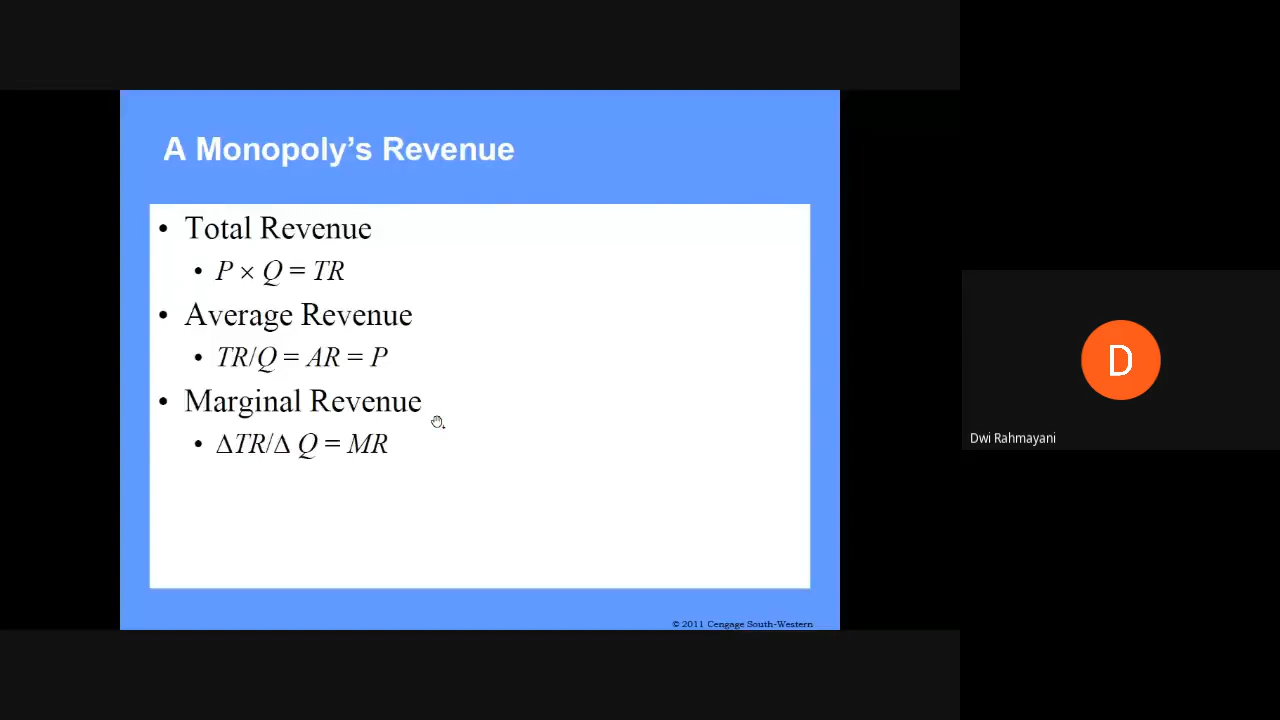 A Monopoly’s Revenue
• Total Revenue
• P × Q = TR
• Average Revenue
• TR/Q = AR = P
• Marginal Revenue
• ΔTR/Δ Q = MR
© 2011 Cengage South-Western
D
Dwi Rahmayani